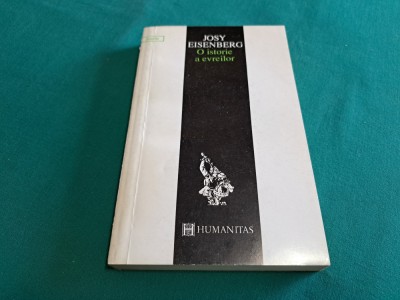 JOSY
EISENBERG
O istorie
a evreilor
HUMANITAS